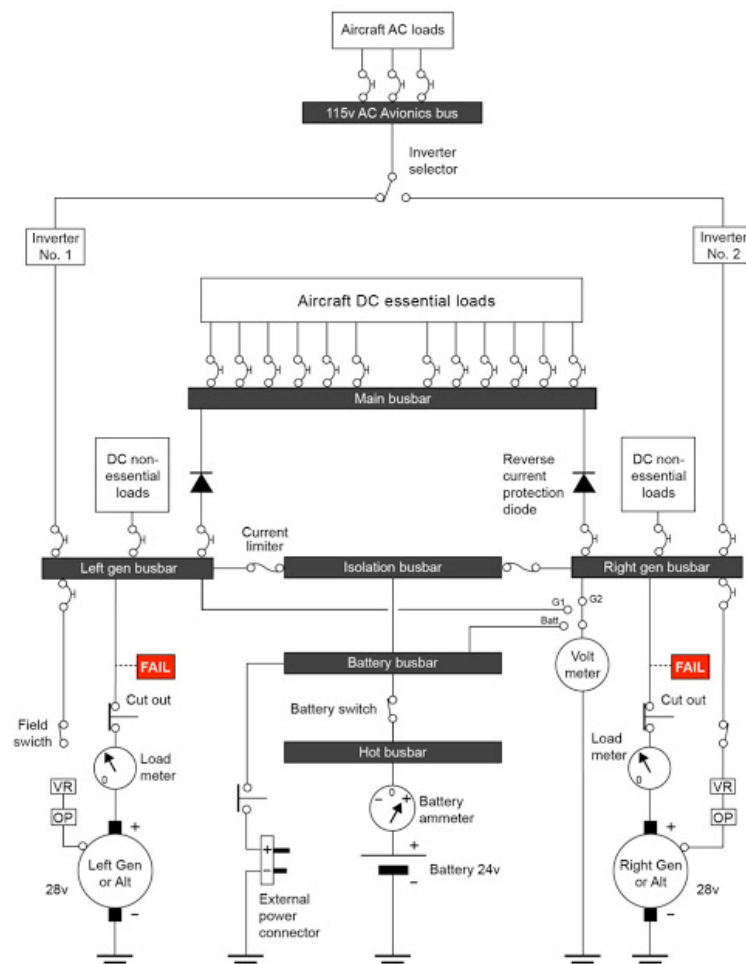 Aircraft AC loads
115v AC Avionics bus
Inverter
selector
Inverter
No. 1
Inverter
No. 2
Aircraft DC essential loads
Main busbar
DC non-
essential
loads
Reverse
current
protection
diode
DC non-
essential
loads
Current
limiter
Left gen busbar
Isolation busbar
Right gen busbar
G1
G2
Batt
FAIL
Battery busbar
Volt
meter
FAIL
Cut out
Battery switch
Cut out
Field
swicth
Load
meter
Hot busbar
Load
meter
VR
OP
0
- 0 +
Battery
ammeter
0
VR
OP
+
Left Gen
or Alt
28v
-
+
-
External
power
connector
+
Battery 24v
-
+
Right Gen
or Alt
28v
-